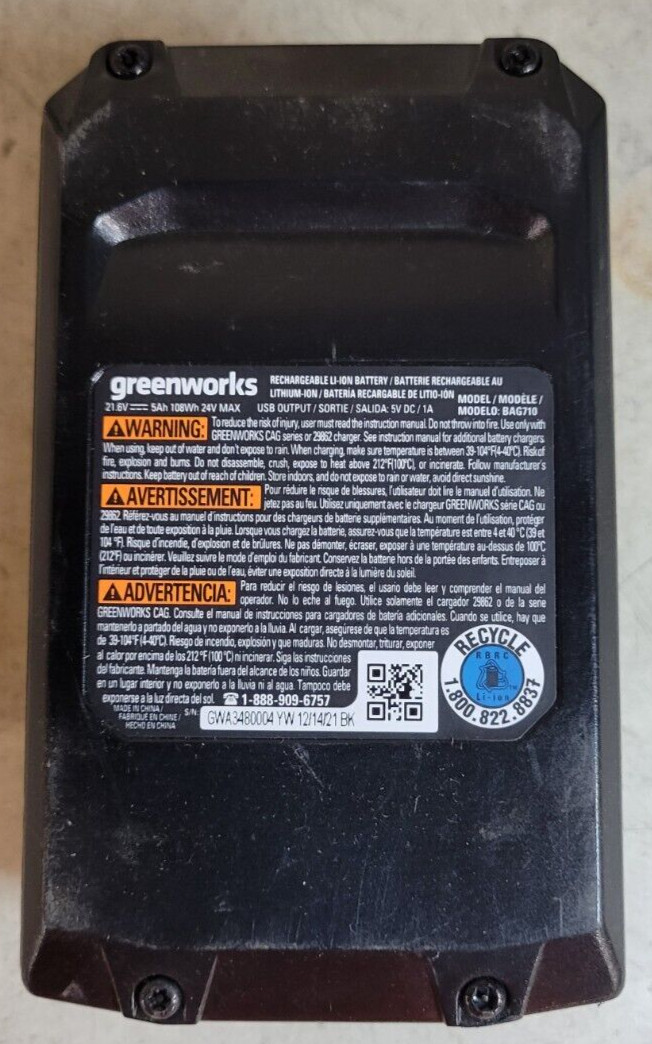 greenworks
RECHARGEABLE LI-ION BATTERY / BATTERIE RECHARGEABLE AU
LITHIUM-ION / BATERÍA RECARGABLE DE LITIO-IÓN
21.6V 5Ah 108Wh 24V MAX USB OUTPUT / SORTIE / SALIDA: 5V DC / 1A
MODEL / MODÈLE /
MODELO: BAG710
WARNING: To reduce the risk of injury, user must read the instruction manual. Do not throw into fire. Use only with
GREENWORKS CAG series or 29862 charger. See instruction manual for additional battery chargers.
When using, keep out of water and don't expose to rain. When charging, make sure temperature is between 39-104°F(4-40°C). Risk of
fire, explosion and burns. Do not disassemble, crush, expose to heat above 212°F(100°C), or incinerate. Follow manufacturer's
instructions. Keep battery out of reach of children. Store indoors, and do not expose to rain or water, avoid direct sunshine.
AVERTISSEMENT: Pour réduire le risque de blessures, l'utilisateur doit lire le manuel d'utilisation. Ne
jetez pas au feu. Utilisez uniquement avec le chargeur GREENWORKS série CAG ou
29862. Référez-vous au manuel d'instructions pour des chargeurs de batterie supplémentaires. Au moment de l'utilisation, protéger
de l'eau et de toute exposition à la pluie. Lorsque vous chargez la batterie, assurez-vous que la température est entre 4 et 40 °C (39 et
104 °F). Risque d'incendie, d'explosion et de brûlures. Ne pas démonter, écraser, exposer à une température au-dessus de 100°C
(212°F) ou incinérer. Veuillez suivre le mode d'emploi du fabricant. Conservez la batterie hors de la portée des enfants. Entreposer à
l'intérieur et protéger de la pluie ou de l'eau, éviter une exposition directe à la lumière du soleil.
ADVERTENCIA: Para reducir el riesgo de lesiones, el usario debe leer y comprender el manual del
operador. No lo eche al fuego. Utilice solamente el cargador 29862 o de la serie
GREENWORKS CAG. Consulte el manual de instrucciones para cargadores de batería adicionales. Cuando se utilice, hay que
mantenerlo a partado del agua y no exponerlo a la lluvia. Al cargar, asegúrese de que la temperatura es
de 39-104°F(4-40°C). Riesgo de incendio, explosión y que maduras. No desmontar, triturar, exponer
al calor por encima de los 212 °F (100 °C) ni incinerar. Siga las instrucciones
del fabricante. Mantenga la batería fuera del alcance de los niños. Guardar
en un lugar interior y no exponerlo a la lluvia ni al agua. Tampoco debe
exponerse a la luz directa del sol. 1-888-909-6757
MADE IN CHINA /
FABRIQUÉ EN CHINE /
HECHO EN CHINA
S/N: GWA3480004 YW 12/14/21 BK
RECYCLE
RBRC
Li-ion
TM
1.800.822.8837